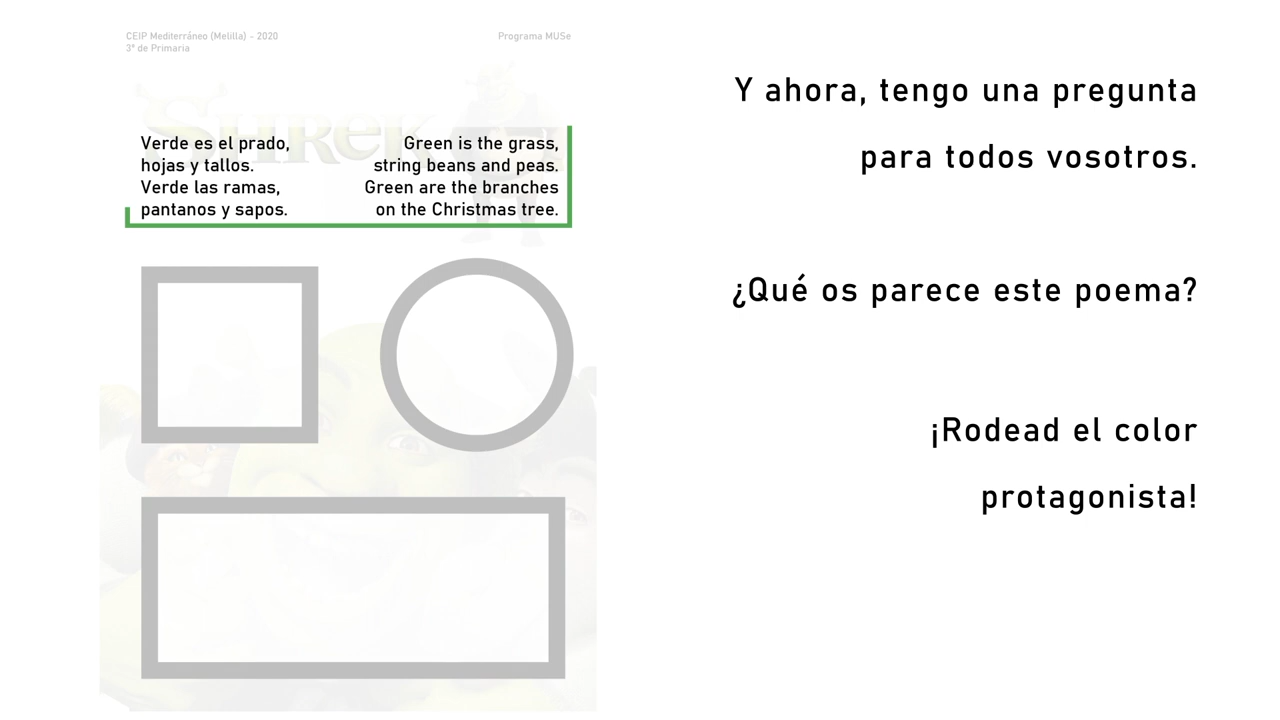 CEIP Mediterráneo (Melilla) - 2020
3º de Primaria
Programa MUSe
SHREK
Verde es el prado,
hojas y tallos.
Verde las ramas,
pantanos y sapos.
Green is the grass,
string beans and peas.
Green are the branches
on the Christmas tree.
Y ahora, tengo una pregunta
para todos vosotros.
¿Qué os parece este poema?
¡Rodead el color
protagonista!